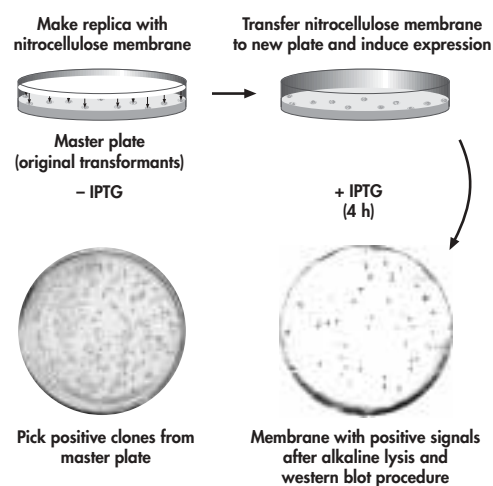 Make replica with
nitrocellulose membrane
Transfer nitrocellulose membrane
to new plate and induce expression
Master plate
(original transformants)
– IPTG
+ IPTG
(4 h)
Pick positive clones from
master plate
Membrane with positive signals
after alkaline lysis and
western blot procedure